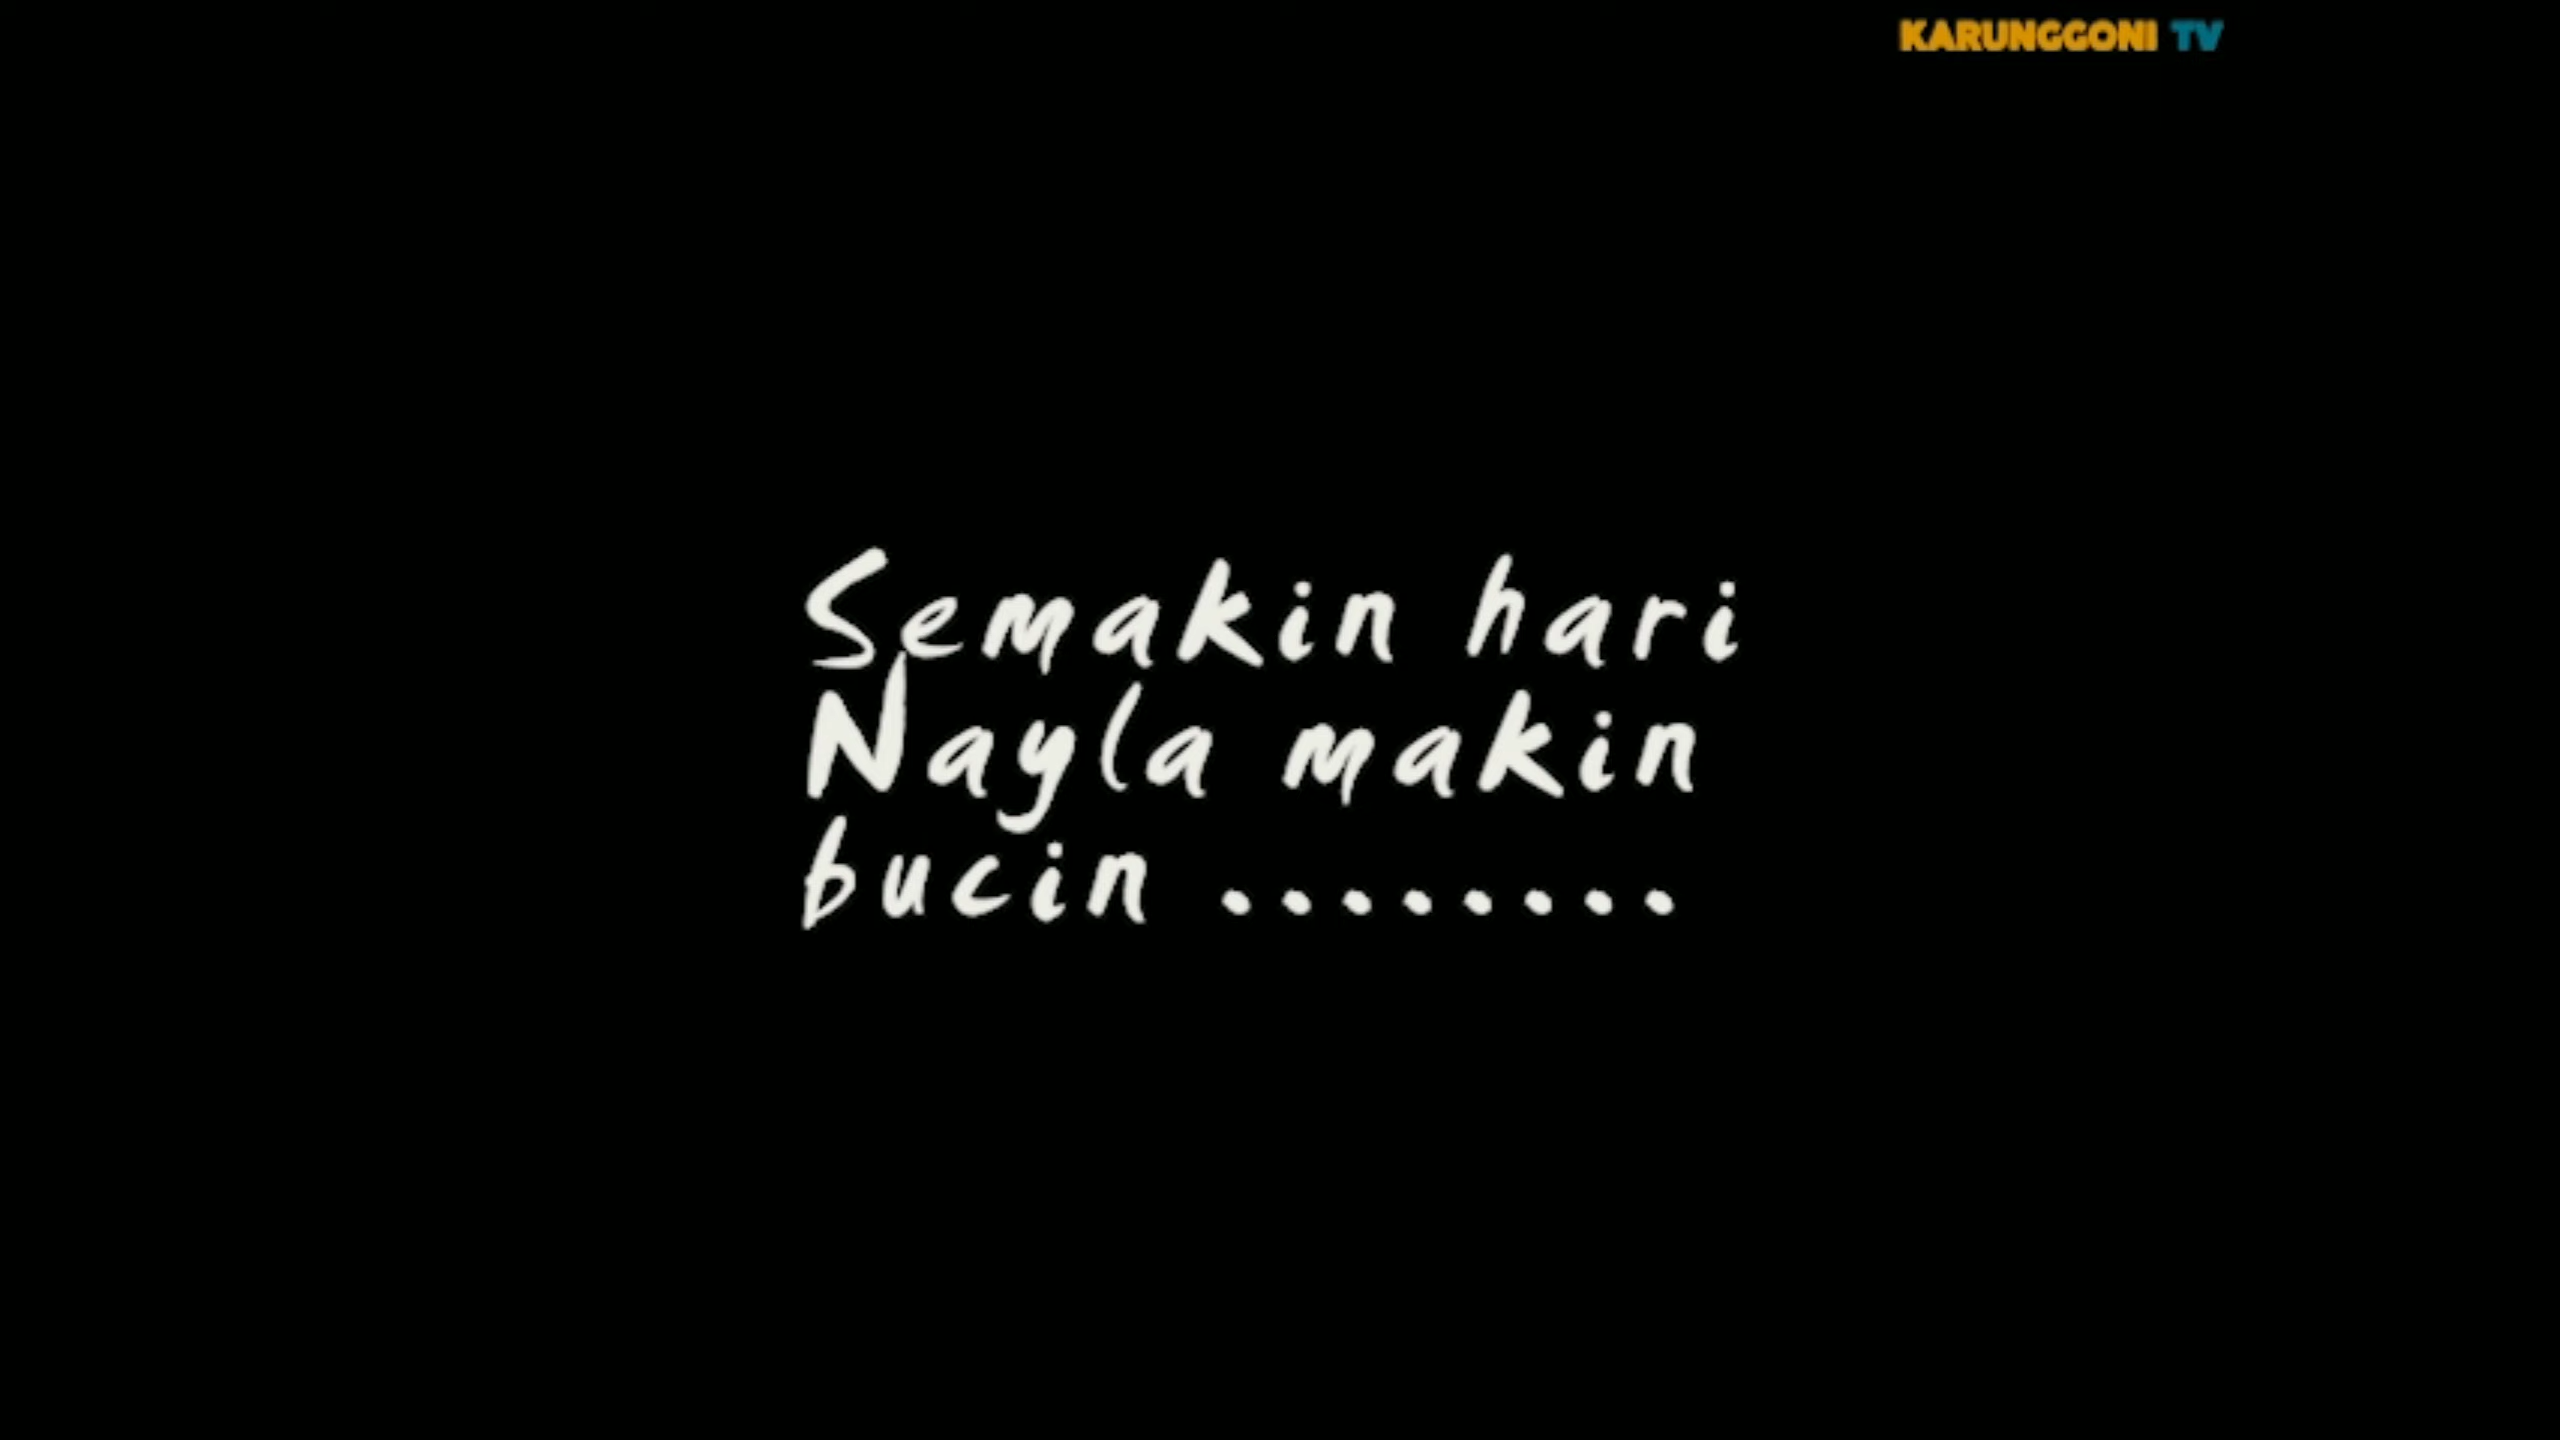 KARUNGGONI TV
Semakin hari
Nayla makin
bucin ........